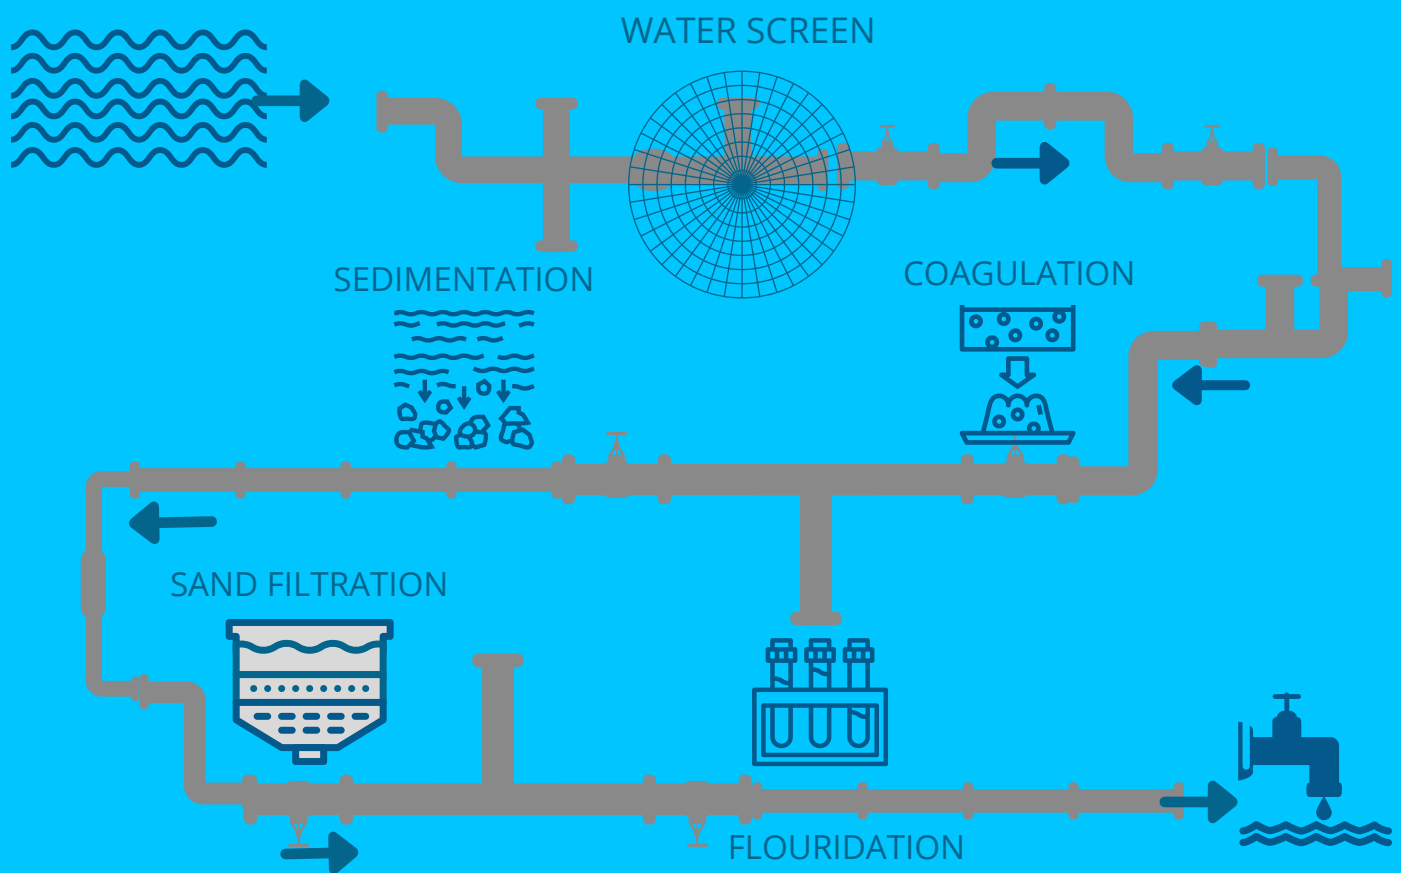 WATER SCREEN
SEDIMENTATION
COAGULATION
SAND FILTRATION
FLOURIDATION